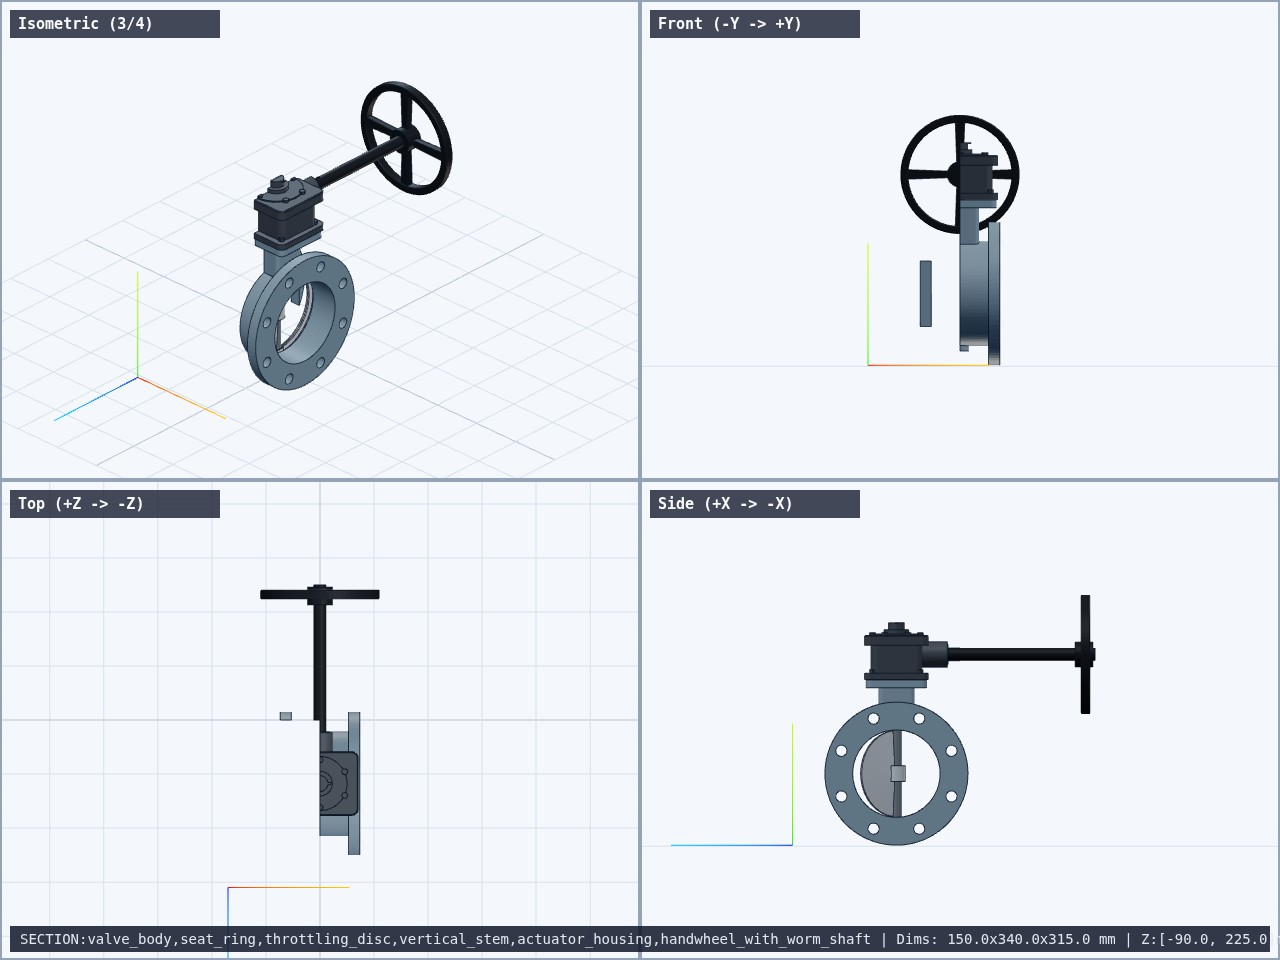 Isometric (3/4)
Front (-Y -> +Y)
Top (+Z -> -Z)
Side (+X -> -X)
SECTION:valve_body,seat_ring,throttling_disc,vertical_stem,actuator_housing,handwheel_with_worm_shaft | Dims: 150.0x340.0x315.0 mm | Z:[-90.0, 225.0